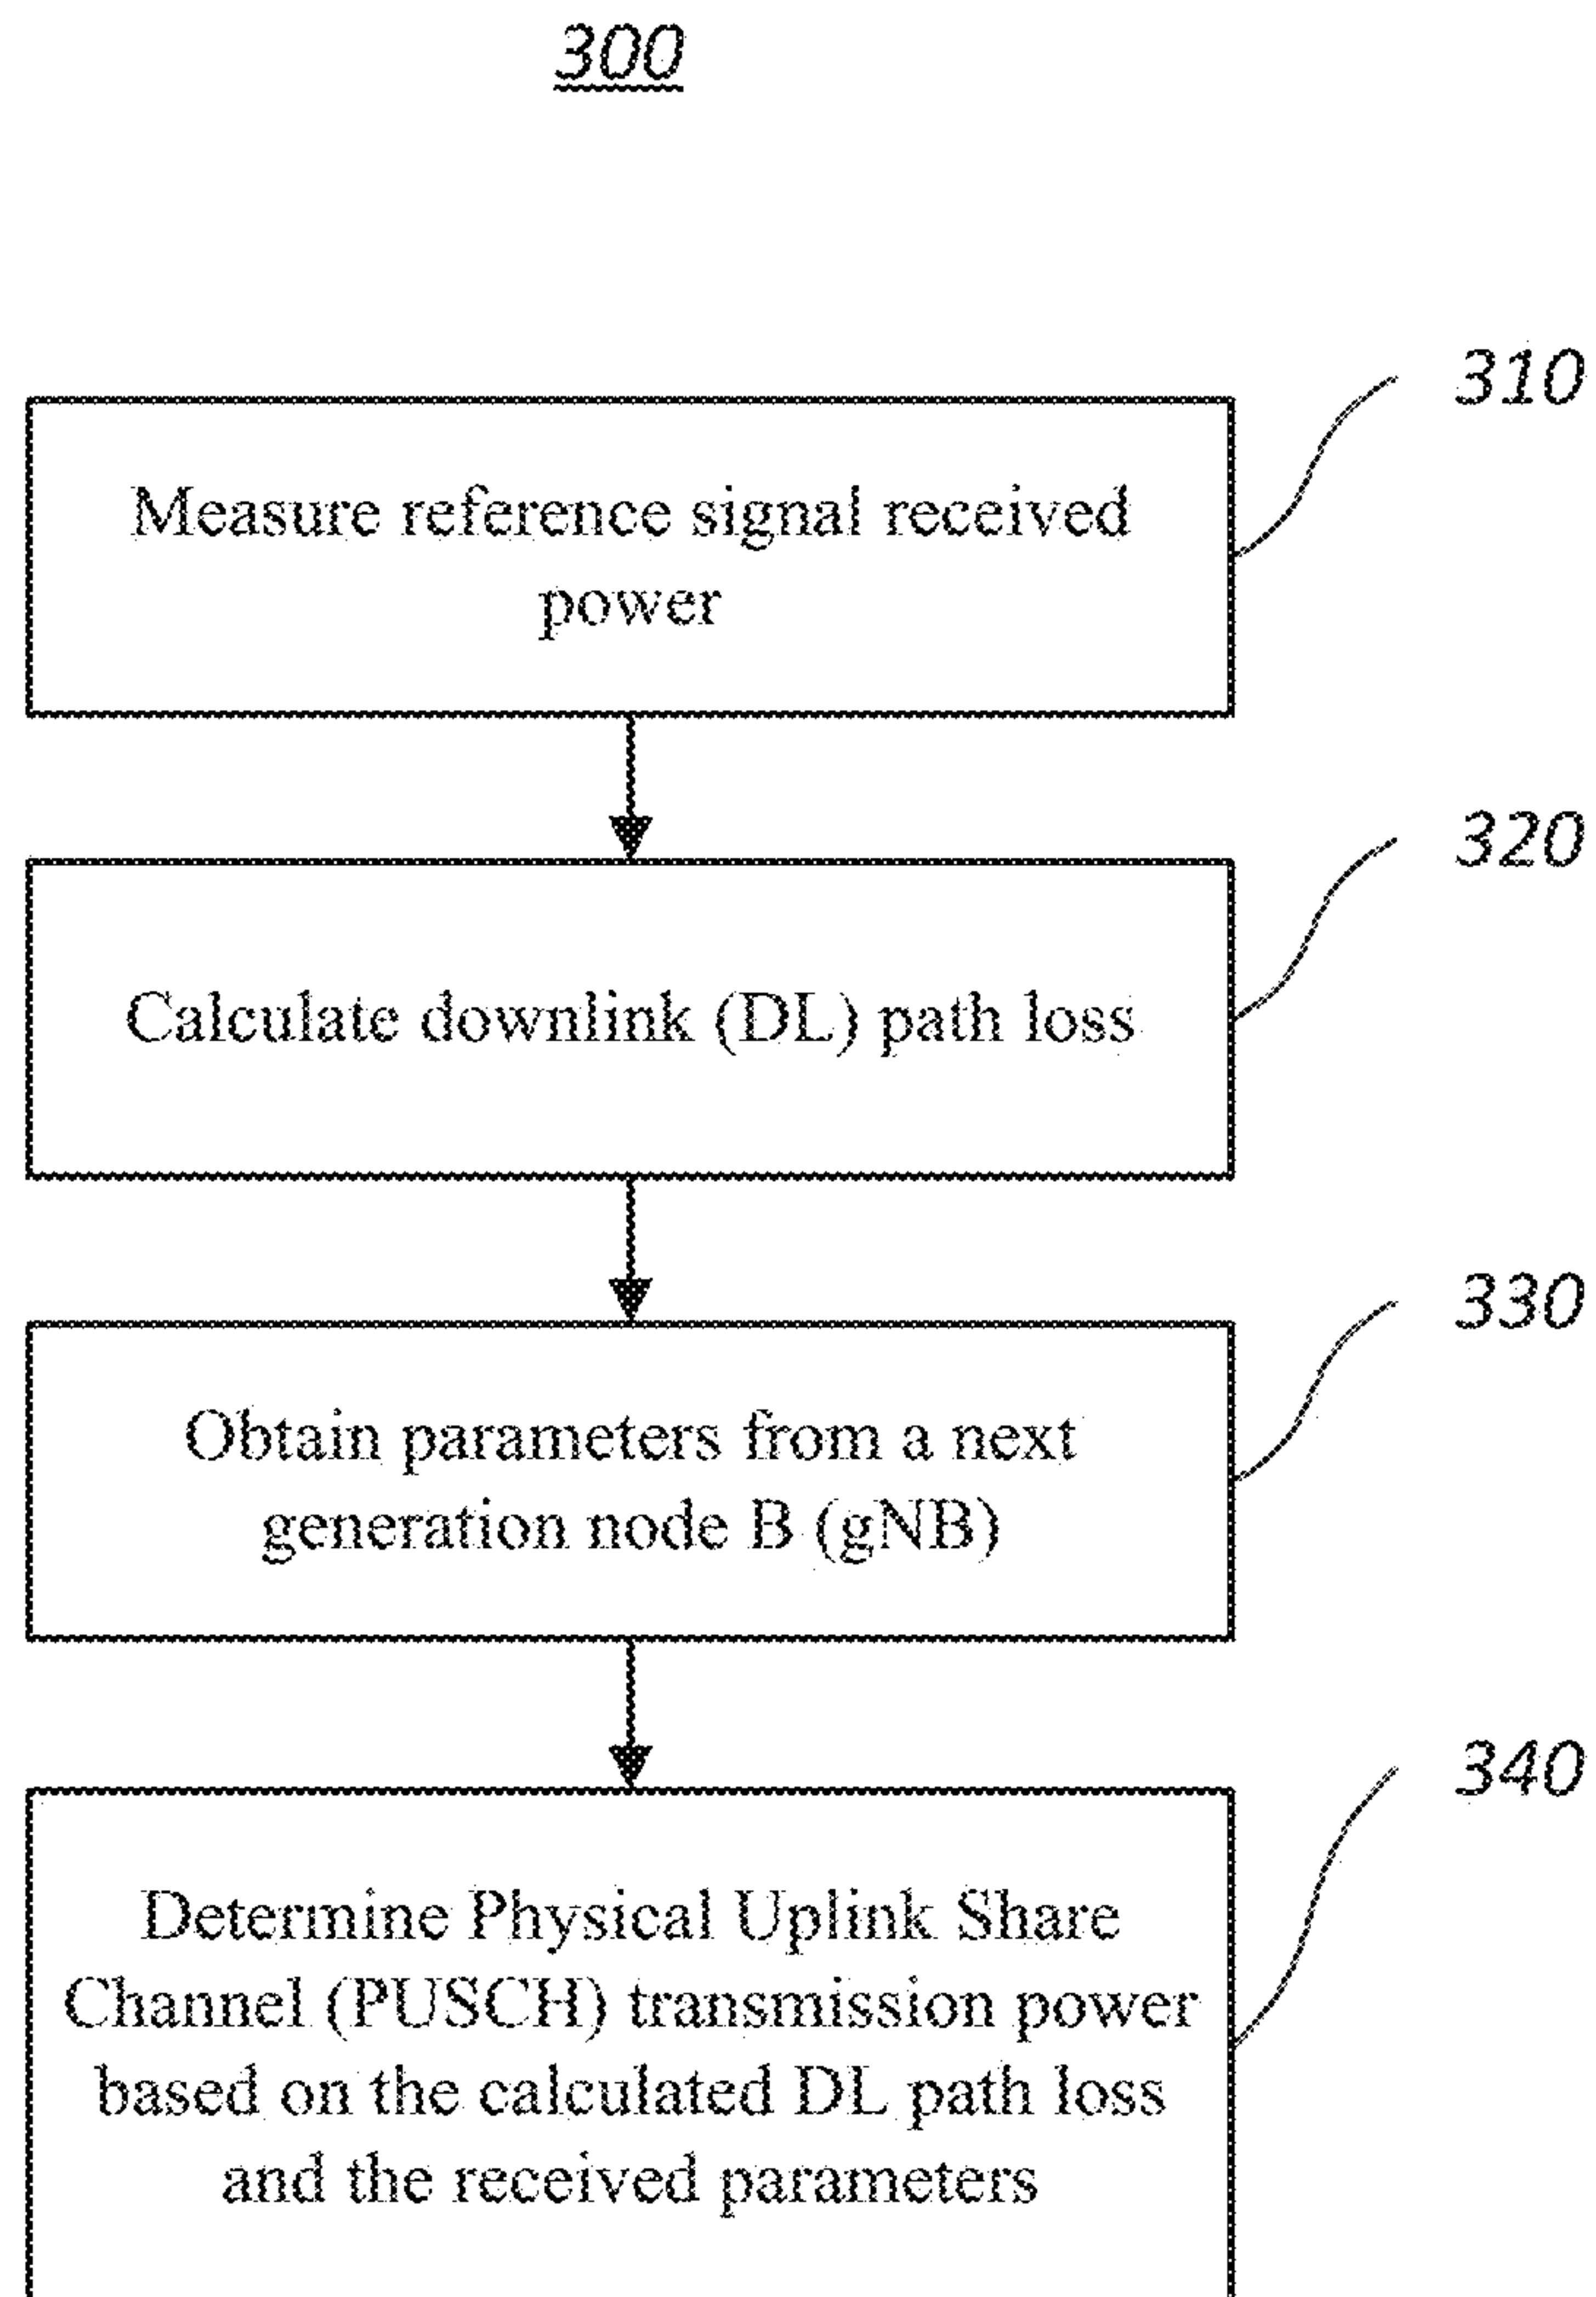 300
310
Measure reference signal received
power
320
Calculate downlink (DL) path loss
330
Obtain parameters from a next
generation node B (gNB)
340
Determine Physical Uplink Share
Channel (PUSCH) transmission power
based on the calculated DL path loss
and the received parameters